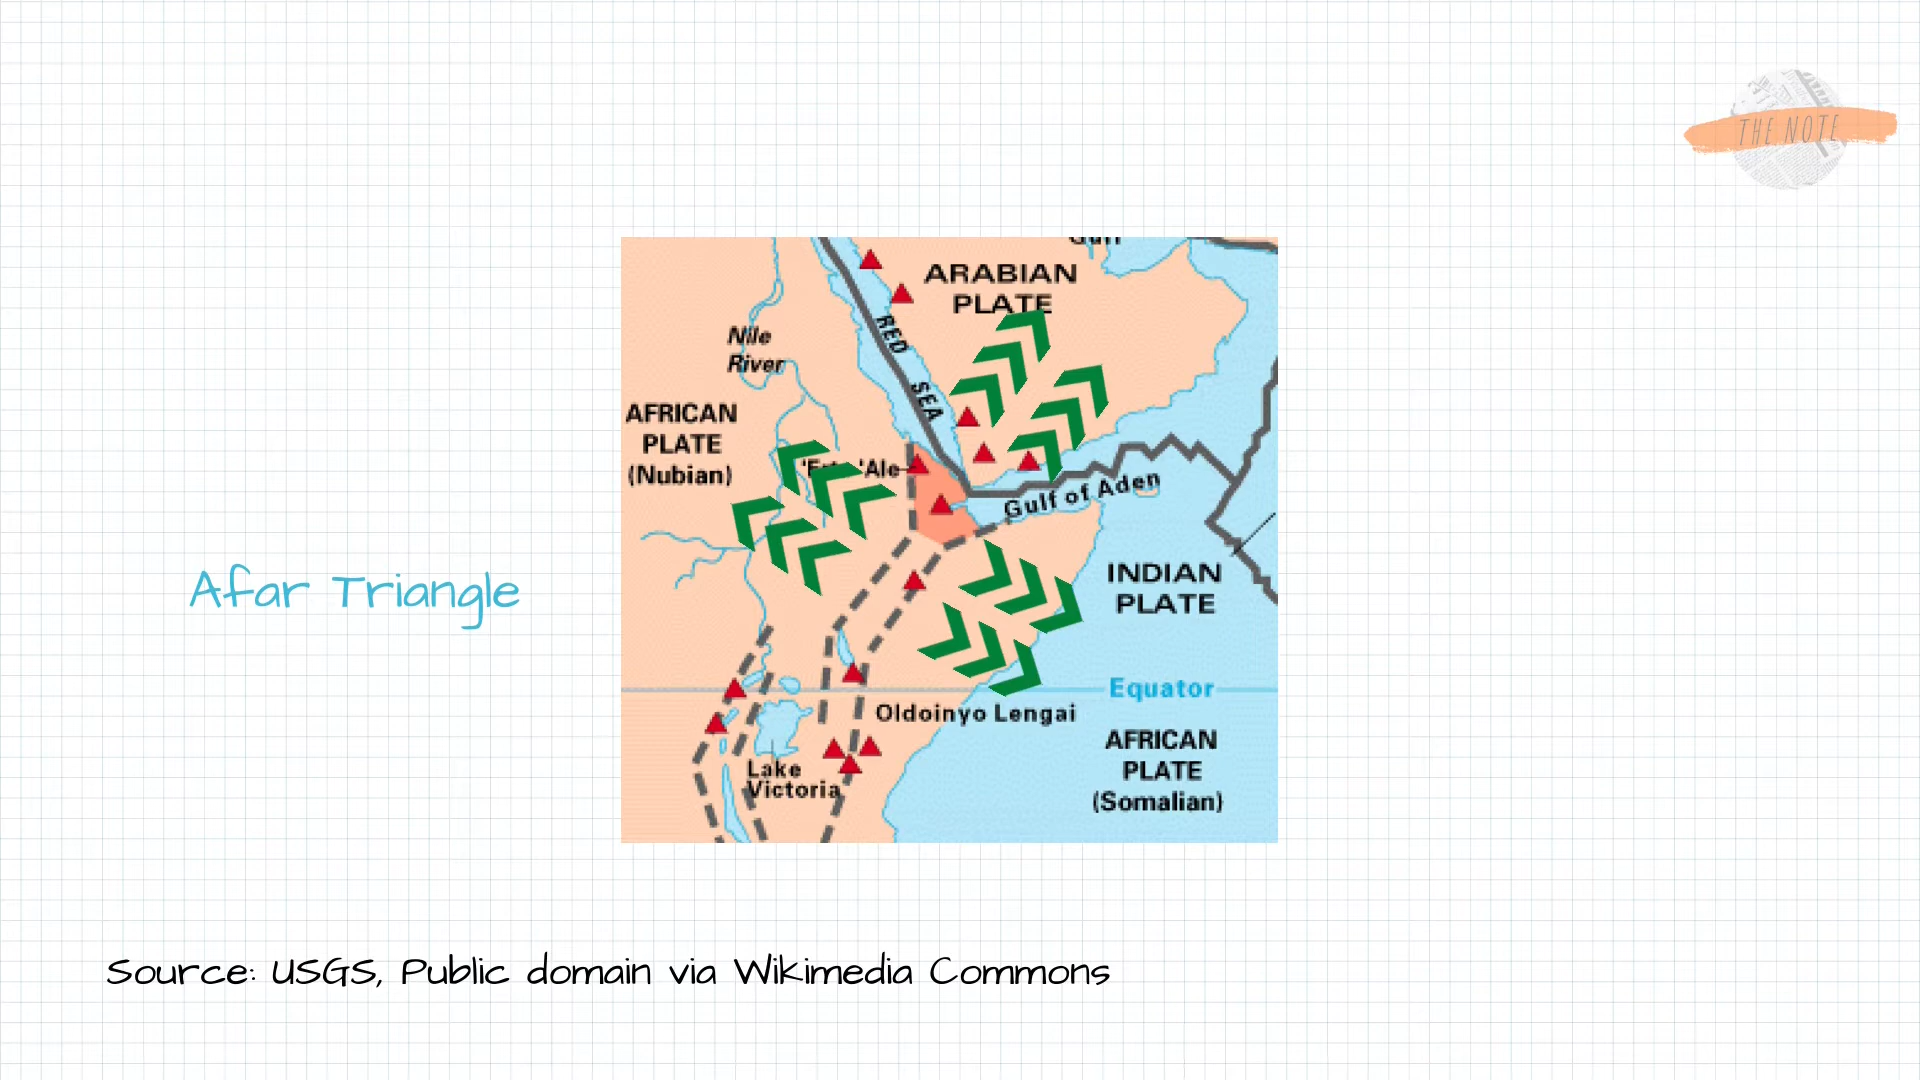 THE NOTE
ARABIAN
PLATE
RED
SEA
Nile
River
AFRICAN
PLATE
(Nubian)
'Ale
Gulf of Aden
Afar Triangle
INDIAN
PLATE
Equator
Oldoinyo Lengai
AFRICAN
PLATE
(Somalian)
Lake
Victoria
Source: USGS, Public domain via Wikimedia Commons